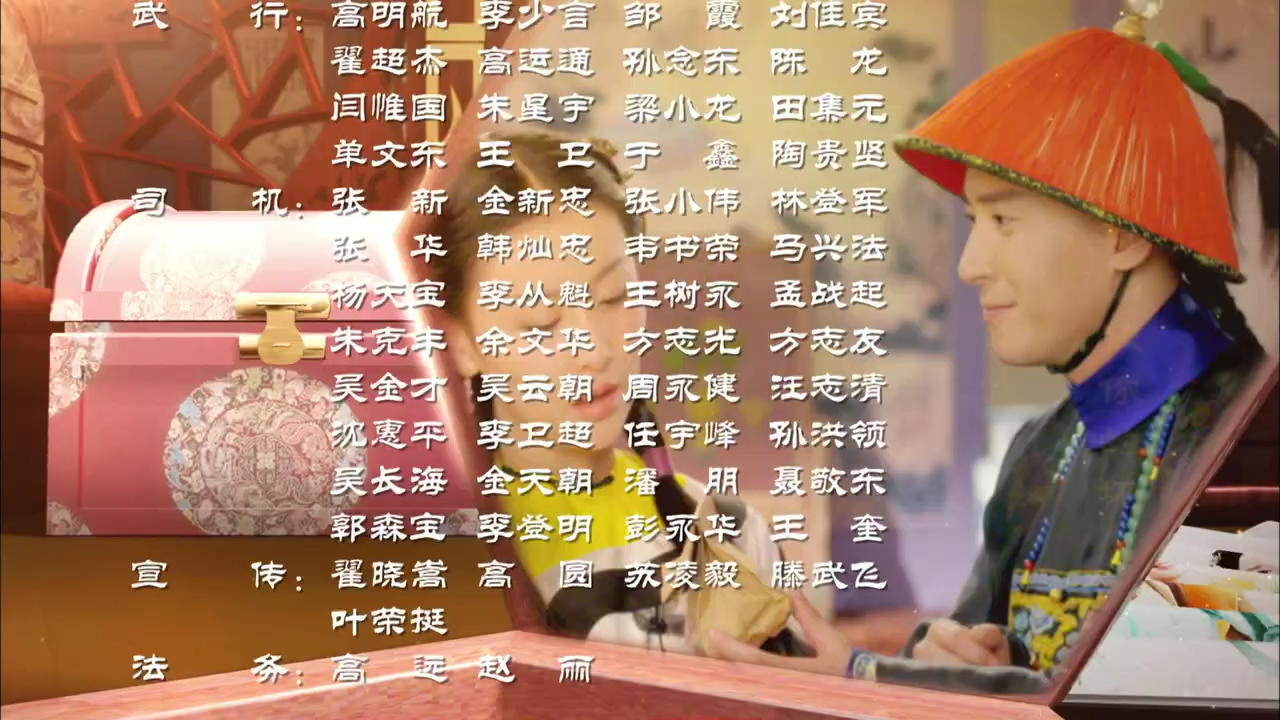 武行：高明航 李少言 邹霞 刘佳宾
翟超杰 高运通 孙念东 陈龙
闫惟国 朱星宇 梁小龙 田集元
单文东 王卫 于鑫 陶贵坚
司机：张新 金新忠 张小伟 林登军
张华 韩灿忠 韦书荣 马兴法
杨天宝 李从魁 王树永 孟战起
朱克丰 余文华 方志光 方志友
吴金才 吴云朝 周永健 汪志清
沈惠平 李卫超 任宇峰 孙洪领
吴长海 金天朝 潘朋 聂敬东
郭森宝 李登明 彭永华 王奎
宣传：翟晓嵩 高圆 苏凌毅 滕武飞
叶荣挺
法务：高远 赵丽